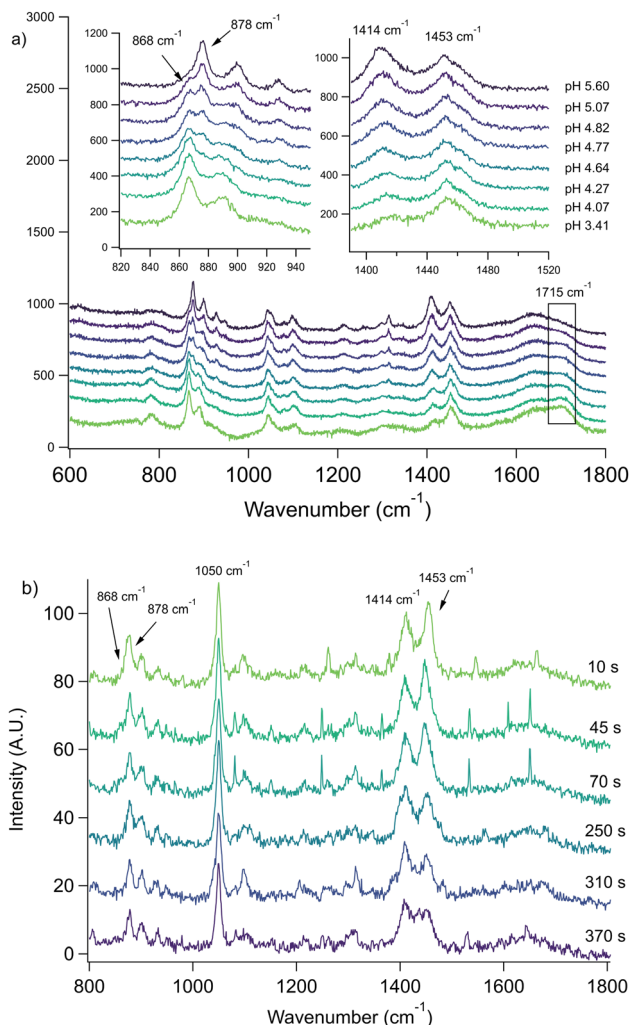 a)
3000
2500
2000
1500
1000
500
0
600
800
1000
1200
1400
1600
1800
Wavenumber (cm-1)
868 cm-1
878 cm-1
1200
1000
800
600
400
200
0
820
840
860
880
900
920
940
1414 cm-1
1453 cm-1
1000
800
600
400
200
1400
1440
1480
1520
pH 5.60
pH 5.07
pH 4.82
pH 4.77
pH 4.64
pH 4.27
pH 4.07
pH 3.41
1715 cm-1
b)
868 cm-1
878 cm-1
1050 cm-1
1414 cm-1
1453 cm-1
100
80
60
40
20
0
Intensity (A.U.)
10 s
45 s
70 s
250 s
310 s
370 s
800
1000
1200
1400
1600
1800
Wavenumber (cm-1)